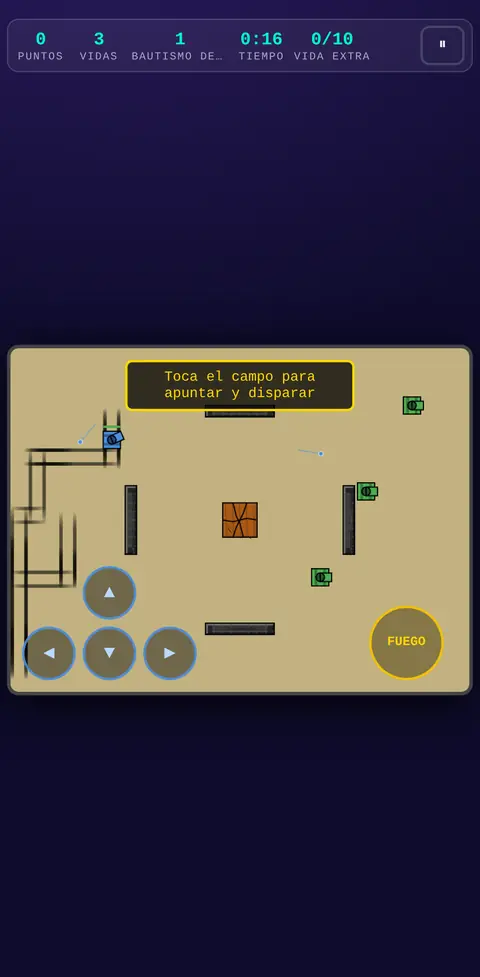 0 3 1 0:16 0/10
PUNTOS VIDAS BAUTISMO DE… TIEMPO VIDA EXTRA
Toca el campo para
apuntar y disparar
FUEGO